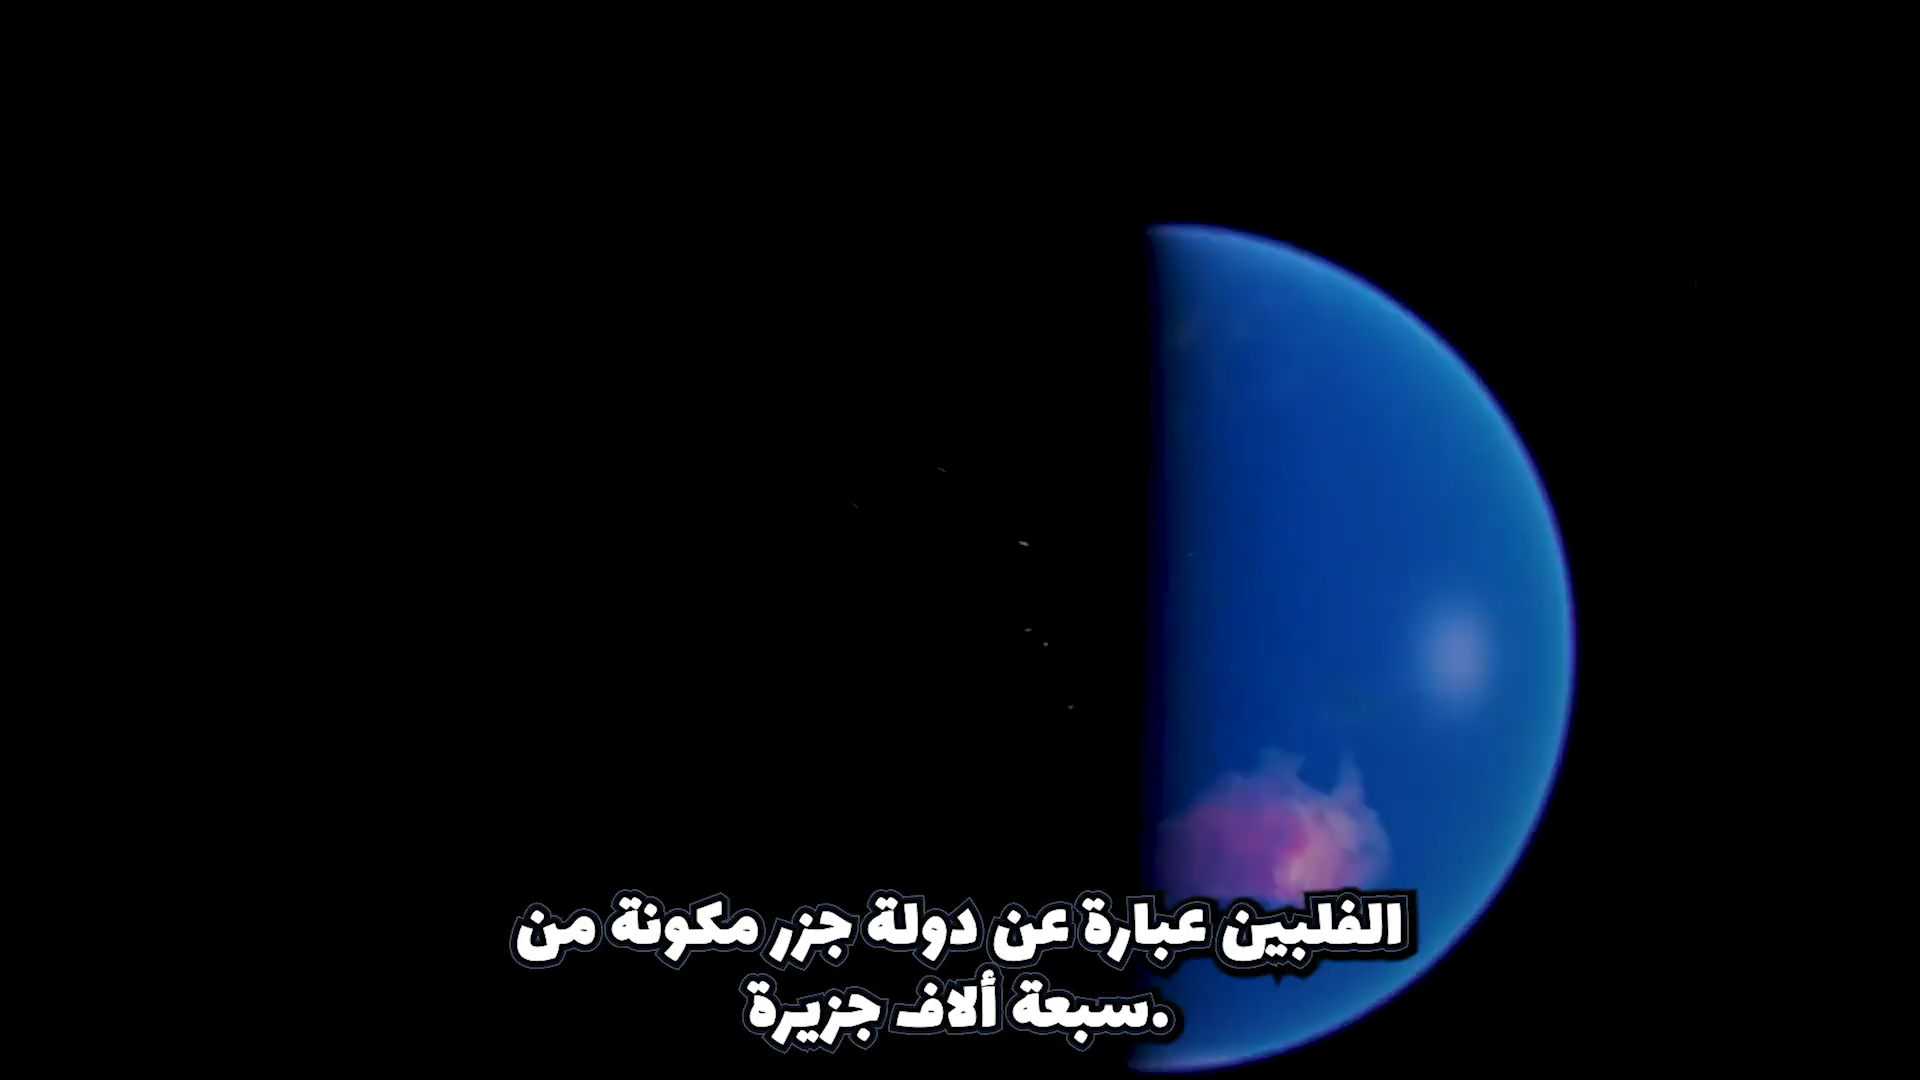 الفلبين عبارة عن دولة جزر مكونة من
.سبعة ألاف جزيرة